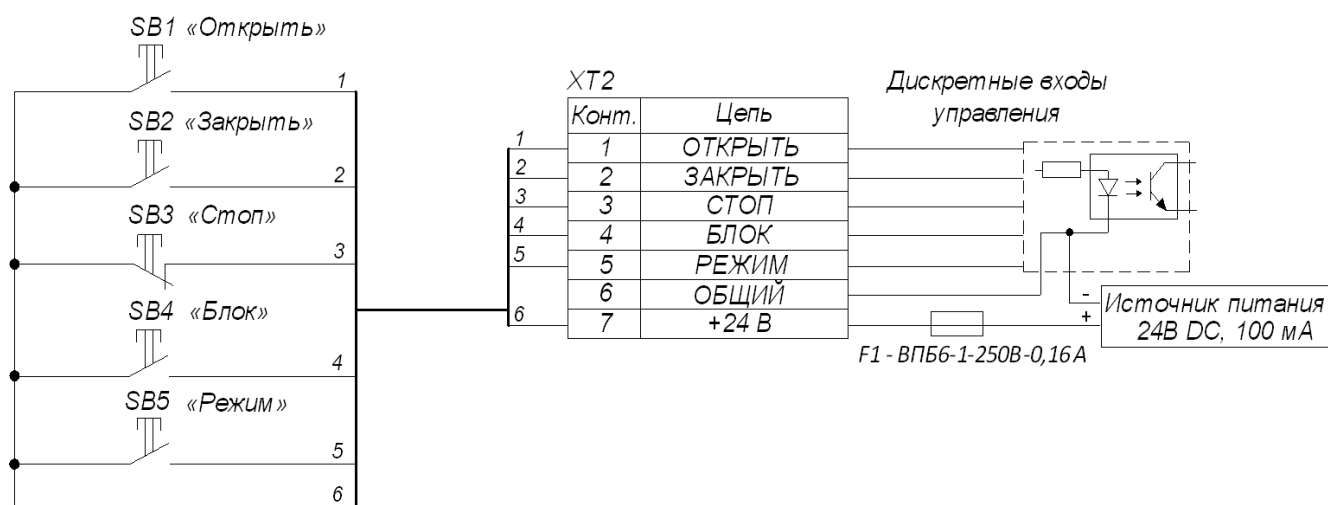 SB1 «Открыть»
1
SB2 «Закрыть»
2
SB3 «Стоп»
3
SB4 «Блок»
4
SB5 «Режим»
5
6
XT2
Конт. Цепь
1 1 ОТКРЫТЬ
2 2 ЗАКРЫТЬ
3 3 СТОП
4 4 БЛОК
5 5 РЕЖИМ
6 ОБЩИЙ
6 7 +24 В
Дискретные входы
управления
-
+
Источник питания
24В DC, 100 мА
F1 - ВПБ6-1-250В-0,16А